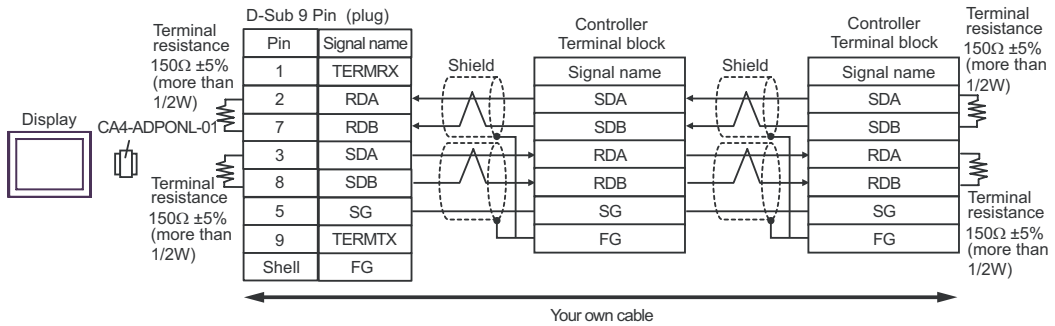 D-Sub 9 Pin (plug)
Terminal
resistance
150Ω ±5%
(more than
1/2W)
Display
CA4-ADPONL-01
Terminal
resistance
150Ω ±5%
(more than
1/2W)
Pin Signal name
1 TERMRX
2 RDA
7 RDB
3 SDA
8 SDB
5 SG
9 TERMTX
Shell FG
Shield
Controller
Terminal block
Signal name
SDA
SDB
RDA
RDB
SG
FG
Shield
Controller
Terminal block
Signal name
SDA
SDB
RDA
RDB
SG
FG
Terminal
resistance
150Ω ±5%
(more than
1/2W)
Terminal
resistance
150Ω ±5%
(more than
1/2W)
Your own cable